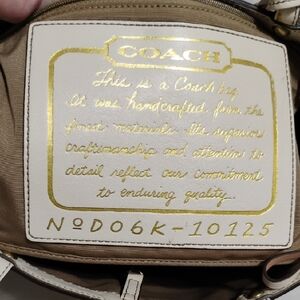 COACH
This is a Coach bag.
It was handcrafted from the
finest materials. Its superior
craftsmanship and attention to
detail reflect our commitment
to enduring quality.
Nº D06K-10125